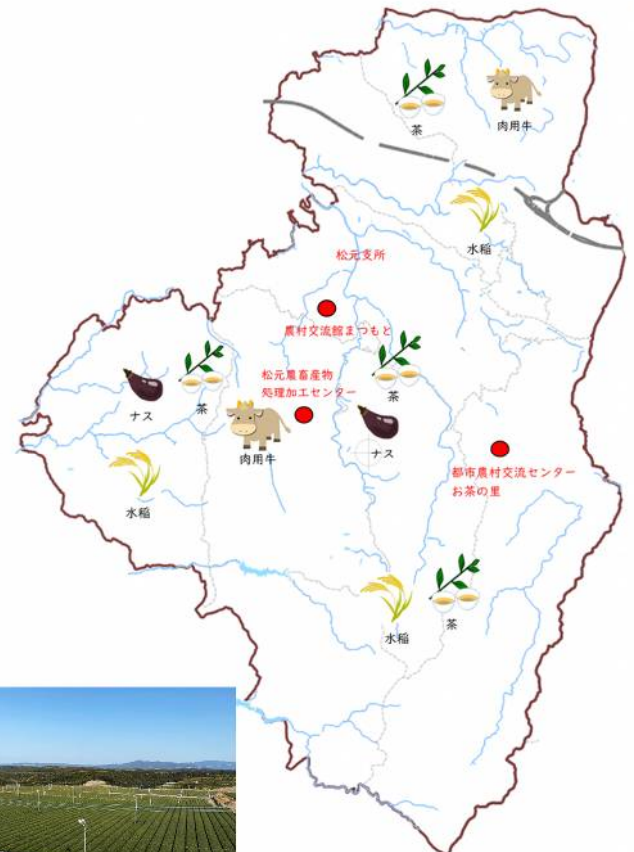 茶
肉用牛
水稲
松元支所
農村交流館まつもと
松元農畜産物
処理加工センター
茶
ナス
茶
肉用牛
ナス
都市農村交流センター
お茶の里
水稲
水稲
茶